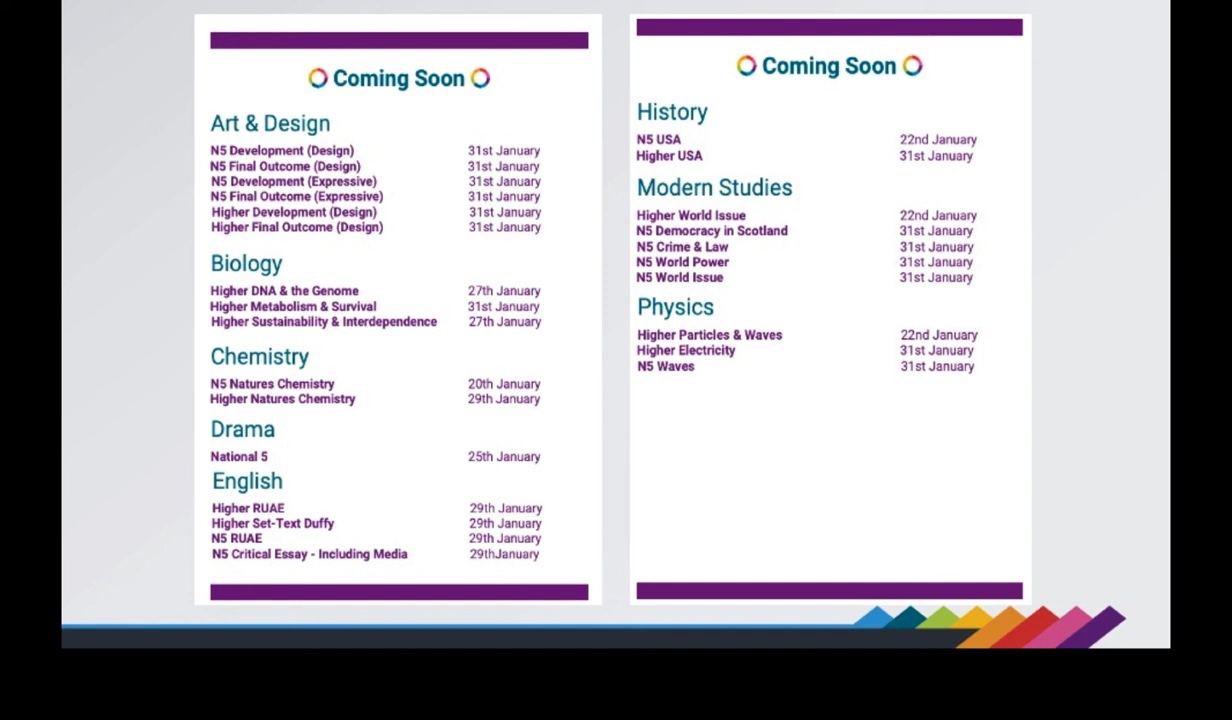 Coming Soon
Art & Design
N5 Development (Design) 31st January
N5 Final Outcome (Design) 31st January
N5 Development (Expressive) 31st January
N5 Final Outcome (Expressive) 31st January
Higher Development (Design) 31st January
Higher Final Outcome (Design) 31st January
Biology
Higher DNA & the Genome 27th January
Higher Metabolism & Survival 31st January
Higher Sustainability & Interdependence 27th January
Chemistry
N5 Natures Chemistry 20th January
Higher Natures Chemistry 29th January
Drama
National 5 25th January
English
Higher RUAE 29th January
Higher Set-Text Duffy 29th January
N5 RUAE 29th January
N5 Critical Essay - Including Media 29thJanuary
Coming Soon
History
N5 USA 22nd January
Higher USA 31st January
Modern Studies
Higher World Issue 22nd January
N5 Democracy in Scotland 31st January
N5 Crime & Law 31st January
N5 World Power 31st January
N5 World Issue 31st January
Physics
Higher Particles & Waves 22nd January
Higher Electricity 31st January
N5 Waves 31st January